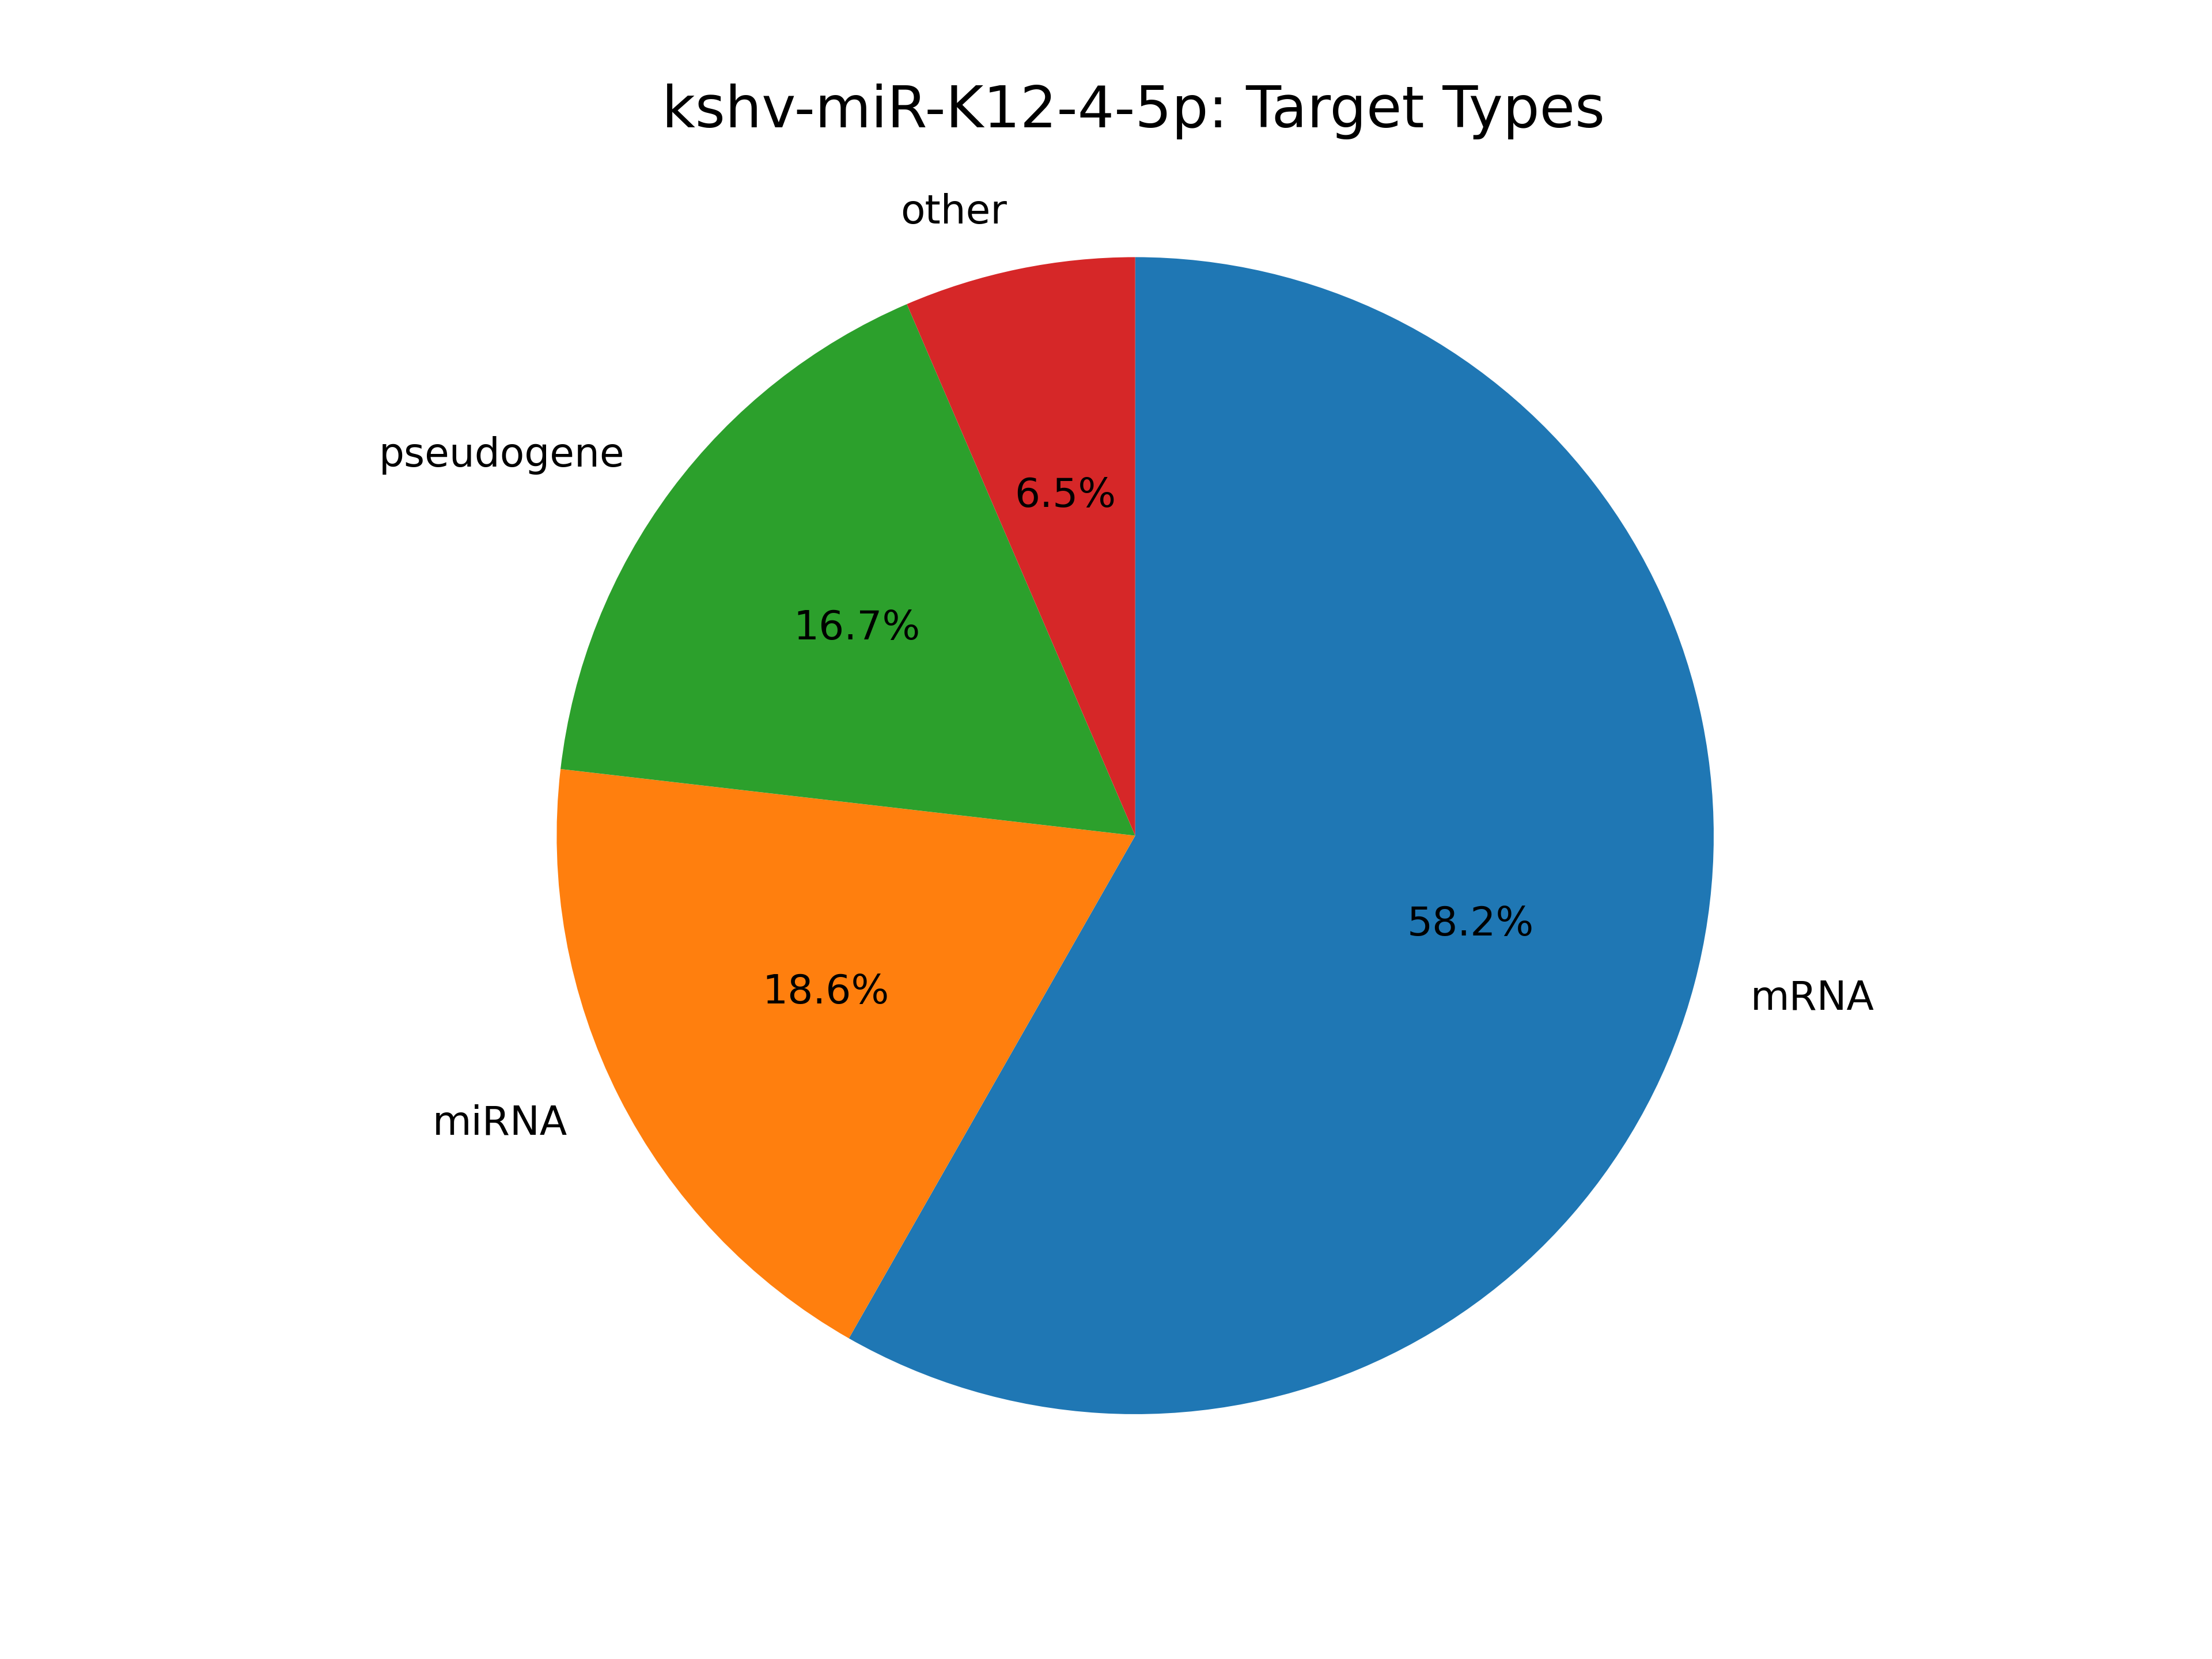 kshv-miR-K12-4-5p: Target Types
other
pseudogene
6.5%
16.7%
58.2%
18.6%
mRNA
miRNA